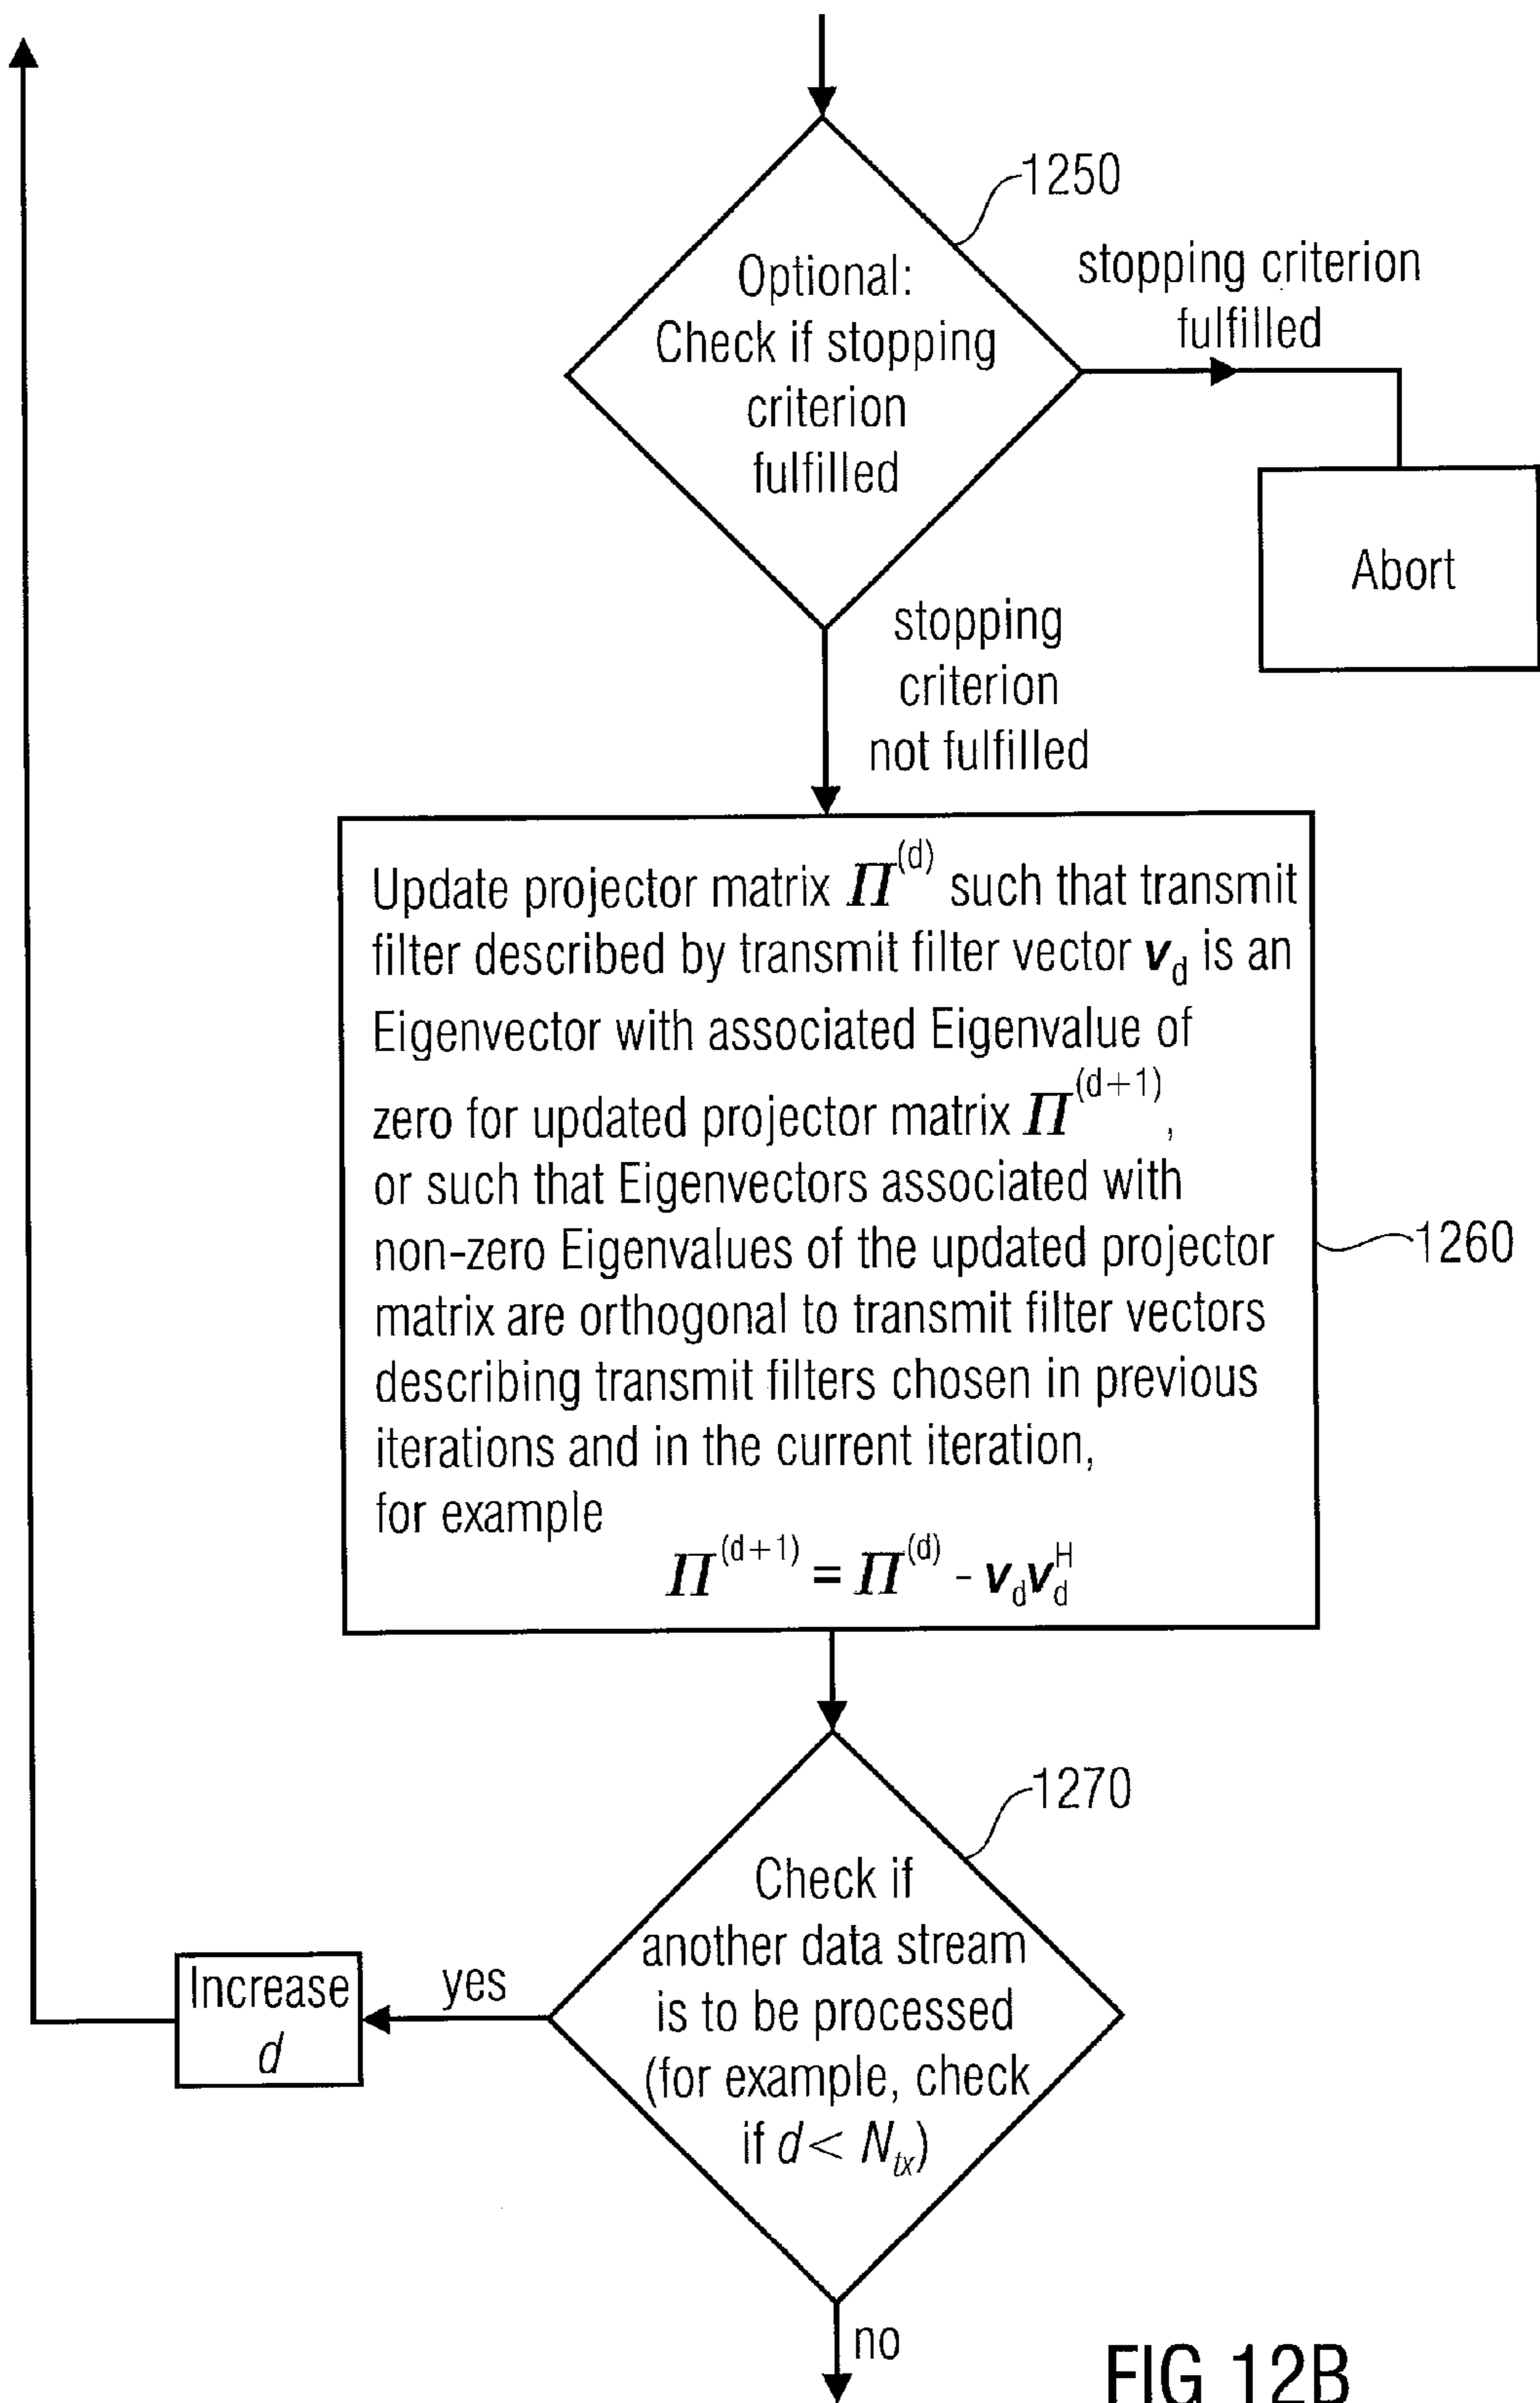 1250
Optional:
Check if stopping
criterion
fulfilled
stopping criterion
fulfilled
Abort
stopping
criterion
not fulfilled
Update projector matrix Π^(d) such that transmit
filter described by transmit filter vector v_d is an
Eigenvector with associated Eigenvalue of
zero for updated projector matrix Π^(d+1),
or such that Eigenvectors associated with
non-zero Eigenvalues of the updated projector
matrix are orthogonal to transmit filter vectors
describing transmit filters chosen in previous
iterations and in the current iteration,
for example
Π^(d+1) = Π^(d) - v_d v_d^H
1260
1270
Check if
another data stream
is to be processed
(for example, check
if d < N_tx)
yes
Increase
d
no
FIG 12B